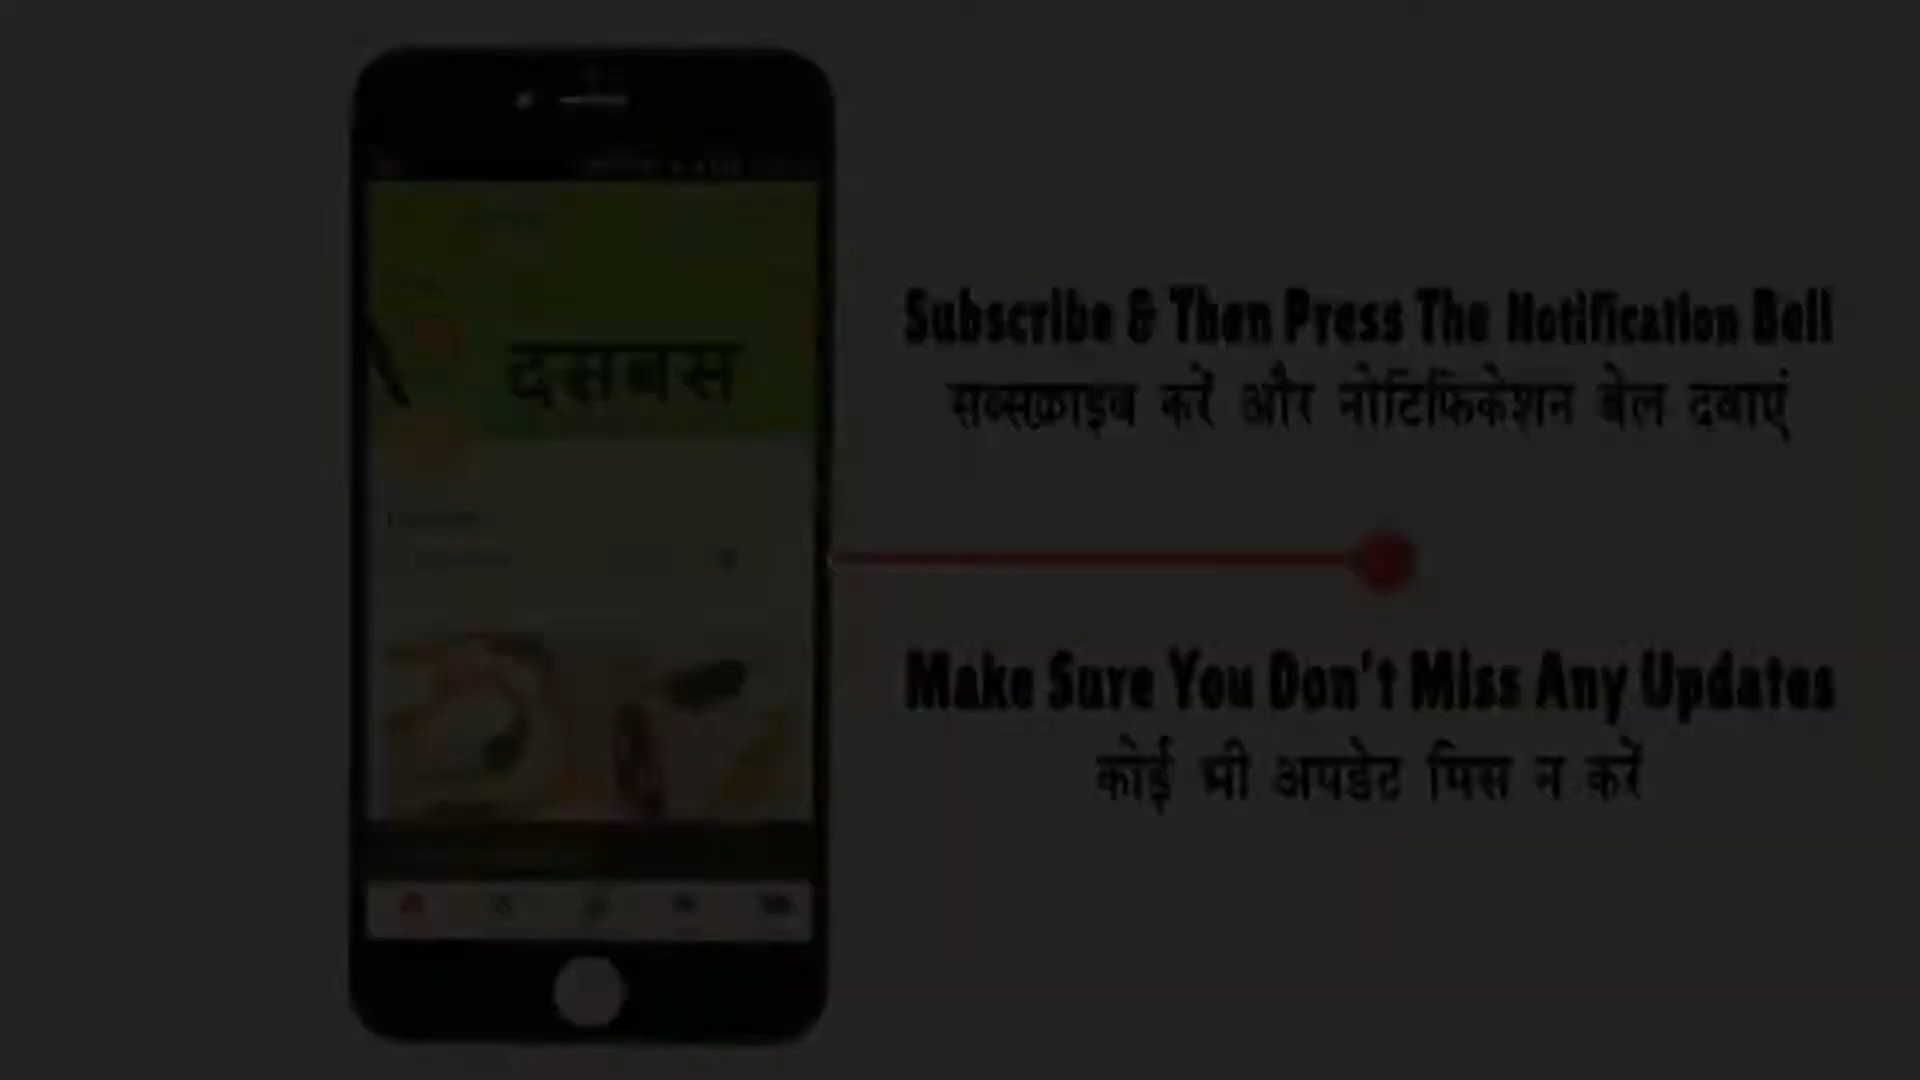 दसबस
Subscribe & Then Press The Notification Bell
सब्सक्राइब करें और नोटिफिकेशन बेल दबाएं
Make Sure You Don't Miss Any Updates
कोई भी अपडेट मिस न करें